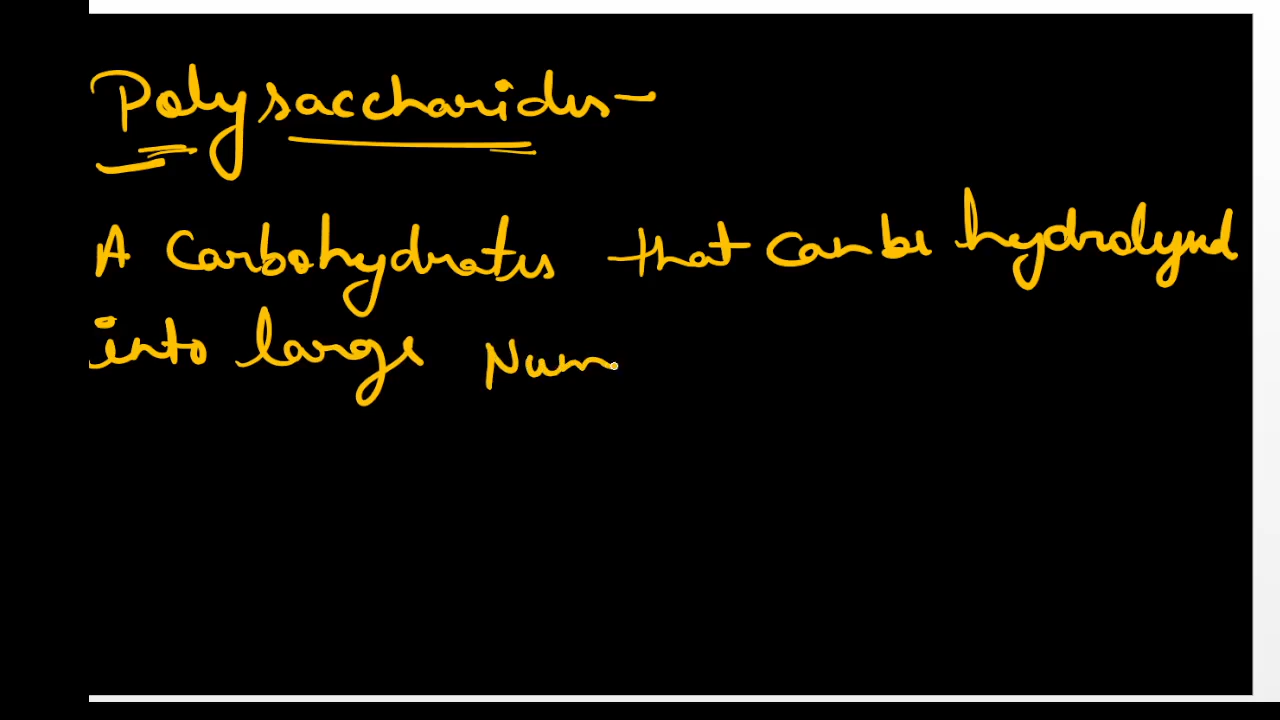 Polysaccharides-
A Carbohydrates that can be hydrolysed
into large Num